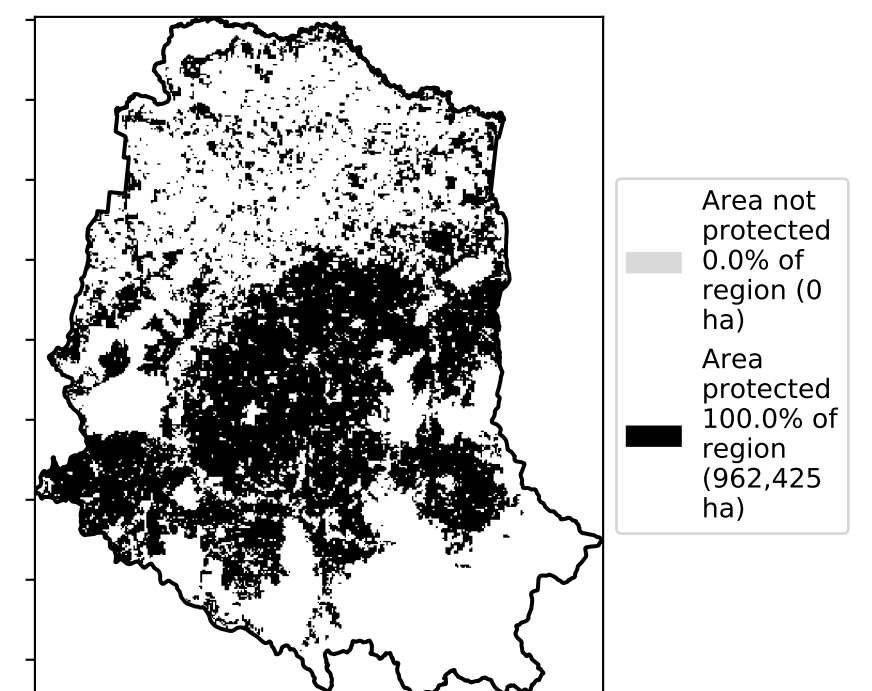 Area not
protected
0.0% of
region (0
ha)
Area
protected
100.0% of
region
(962,425
ha)